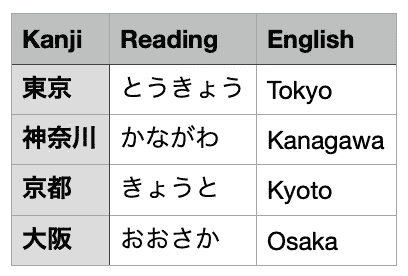 Kanji Reading English
東京 とうきょう Tokyo
神奈川 かながわ Kanagawa
京都 きょうと Kyoto
大阪 おおさか Osaka